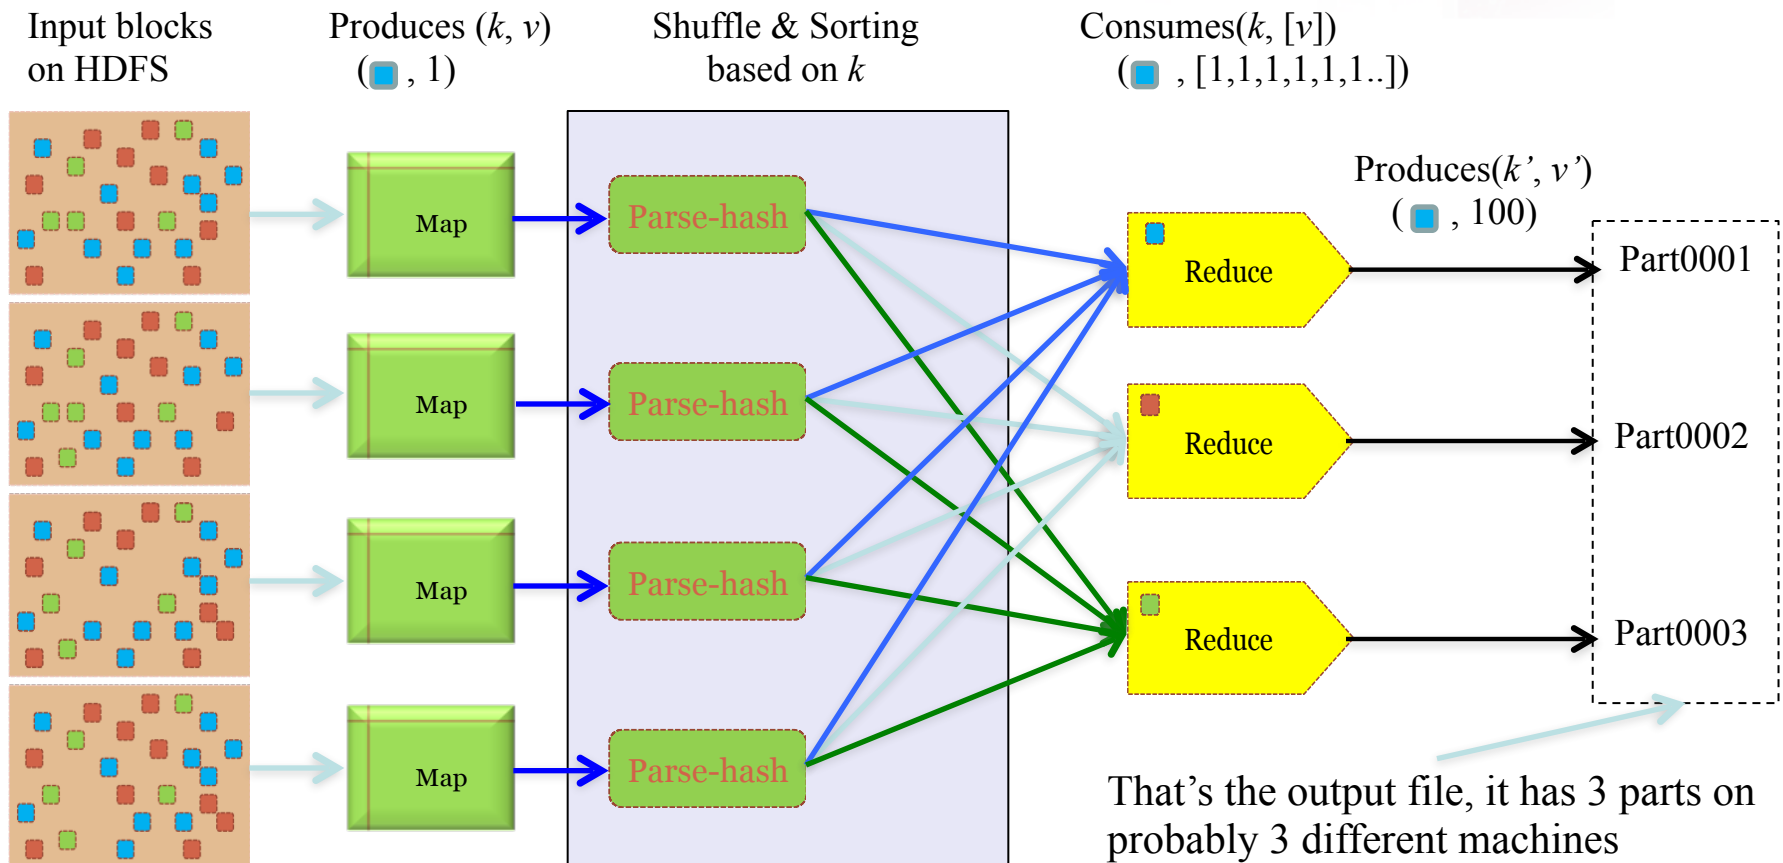 Input blocks
on HDFS
Produces (k, v)
( , 1)
Shuffle & Sorting
based on k
Consumes(k, [v])
( , [1,1,1,1,1,1..])
Produces(k’, v’)
( , 100)
Map
Parse-hash
Reduce
Part0001
Map
Parse-hash
Reduce
Part0002
Map
Parse-hash
Reduce
Part0003
Map
Parse-hash
That’s the output file, it has 3 parts on
probably 3 different machines